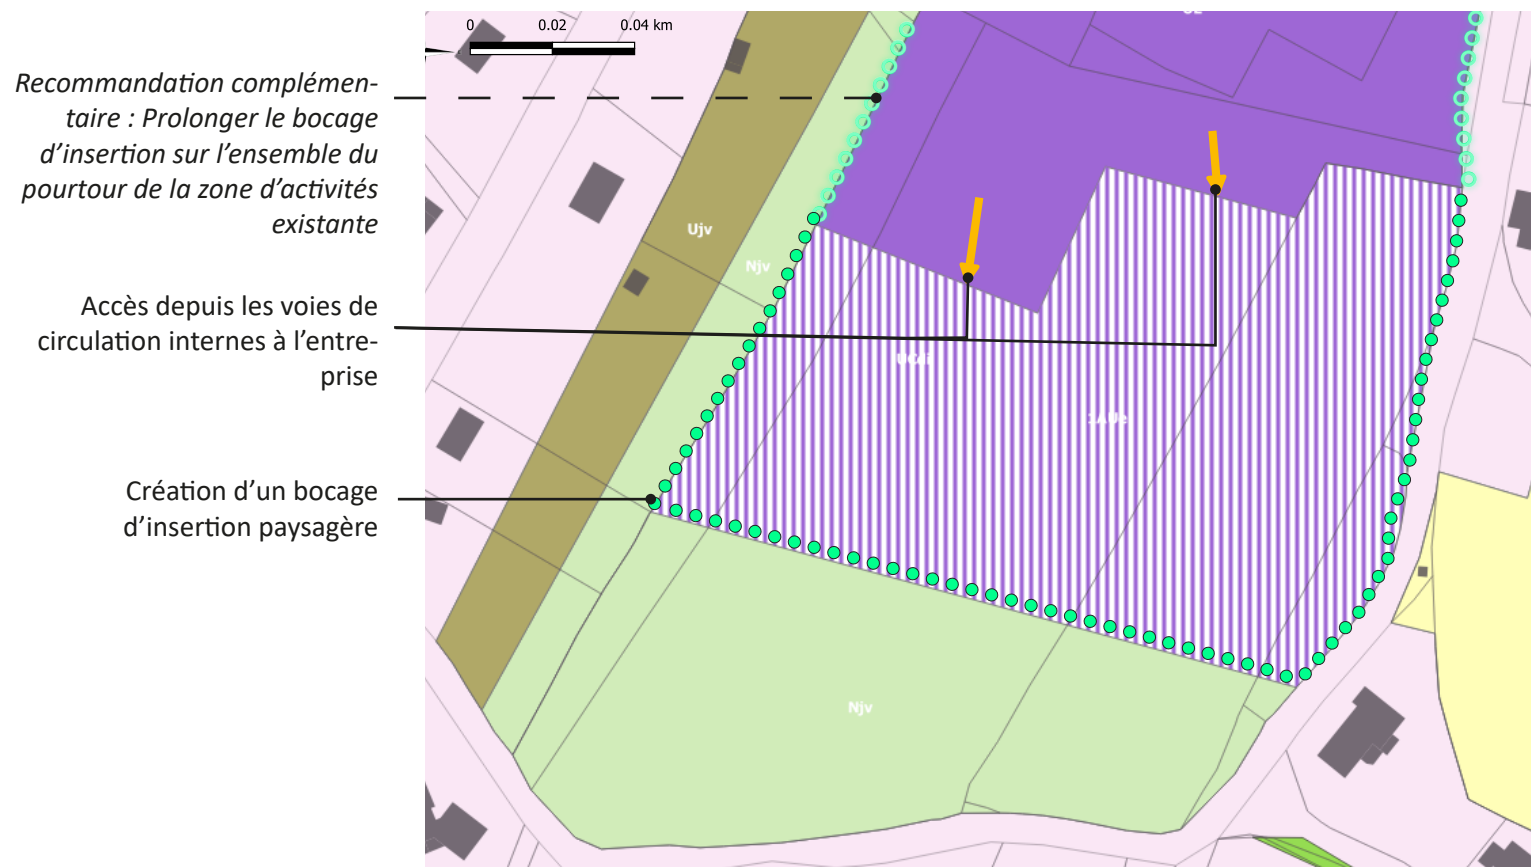 0 0.02 0.04 km
Recommandation complémen-
taire : Prolonger le bocage
d’insertion sur l’ensemble du
pourtour de la zone d’activités
existante
Ujv
Njv
Accès depuis les voies de
circulation internes à l’entre-
prise
1AUe
Création d’un bocage
d’insertion paysagère
Njv